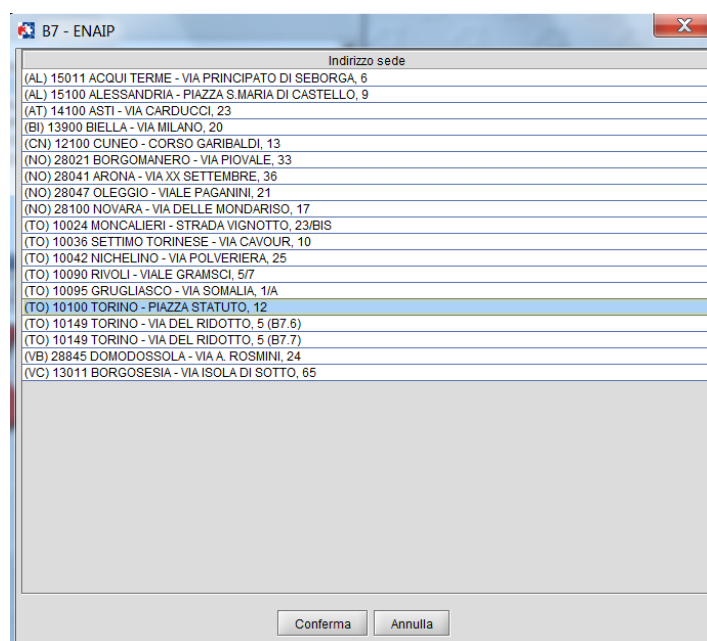 B7 - ENAIP
X
Indirizzo sede
(AL) 15011 ACQUI TERME - VIA PRINCIPATO DI SEBORGA, 6
(AL) 15100 ALESSANDRIA - PIAZZA S.MARIA DI CASTELLO, 9
(AT) 14100 ASTI - VIA CARDUCCI, 23
(BI) 13900 BIELLA - VIA MILANO, 20
(CN) 12100 CUNEO - CORSO GARIBALDI, 13
(NO) 28021 BORGOMANERO - VIA PIOVALE, 33
(NO) 28041 ARONA - VIA XX SETTEMBRE, 36
(NO) 28047 OLEGGIO - VIALE PAGANINI, 21
(NO) 28100 NOVARA - VIA DELLE MONDARISO, 17
(TO) 10024 MONCALIERI - STRADA VIGNOTTO, 23/BIS
(TO) 10036 SETTIMO TORINESE - VIA CAVOUR, 10
(TO) 10042 NICHELINO - VIA POLVERIERA, 25
(TO) 10090 RIVOLI - VIALE GRAMSCI, 5/7
(TO) 10095 GRUGLIASCO - VIA SOMALIA, 1/A
(TO) 10100 TORINO - PIAZZA STATUTO, 12
(TO) 10149 TORINO - VIA DEL RIDOTTO, 5 (B7.6)
(TO) 10149 TORINO - VIA DEL RIDOTTO, 5 (B7.7)
(VB) 28845 DOMODOSSOLA - VIA A. ROSMINI, 24
(VC) 13011 BORGOSESIA - VIA ISOLA DI SOTTO, 65
Conferma Annulla